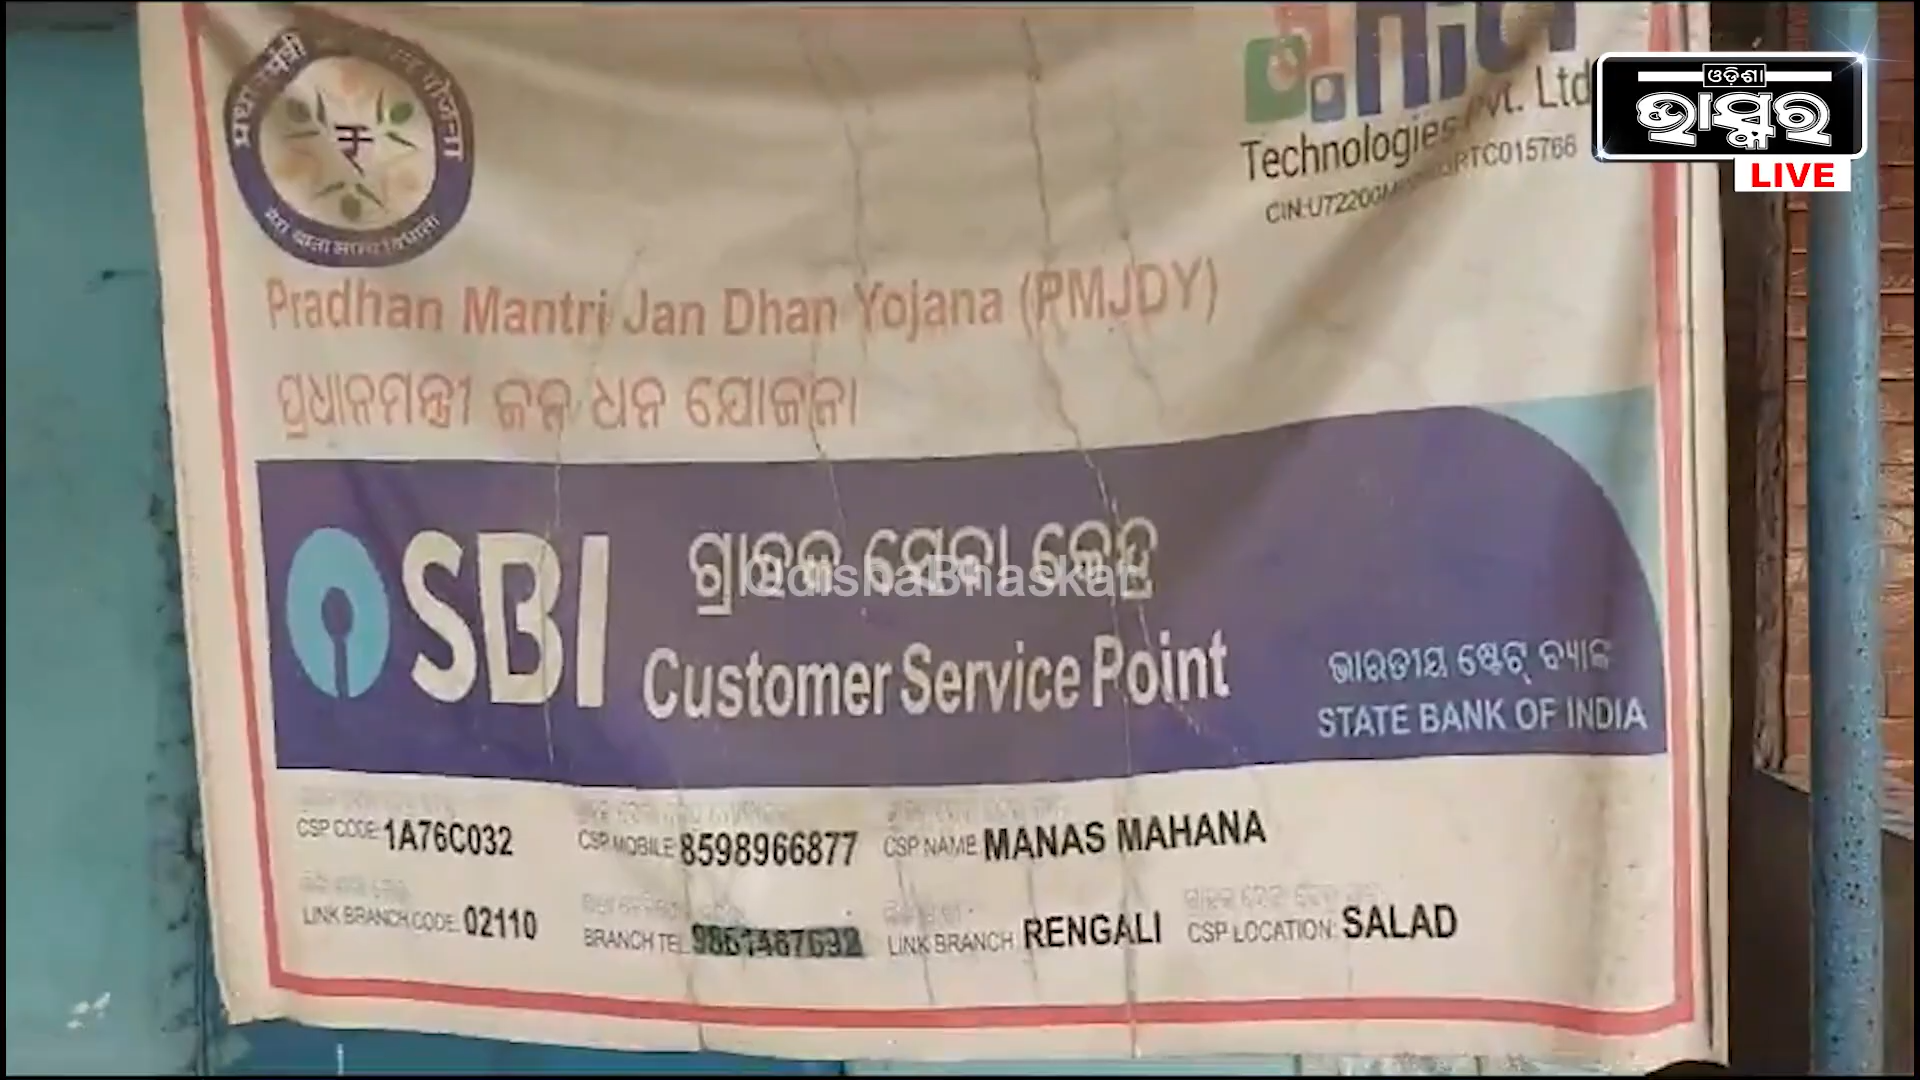 ଓଡ଼ିଶା
ଭାସ୍କର
LIVE
Technologies Pvt. Ltd
Pradhan Mantri Jan Dhan Yojana (PMJDY)
ପ୍ରଧାନମନ୍ତ୍ରୀ ଜନ ଧନ ଯୋଜନା
SBI
ଗ୍ରାହକ ସେବା କେନ୍ଦ୍ର
OdishaBhaskar
Customer Service Point
ଭାରତୀୟ ଷ୍ଟେଟ୍ ବ୍ୟାଙ୍କ
STATE BANK OF INDIA
CSP CODE: 1A76C032 CSP MOBILE: 8598966877 CSP NAME MANAS MAHANA
LINK BRANCH CODE: 02110 BRANCH TEL. LINK BRANCH RENGALI CSP LOCATION: SALAD